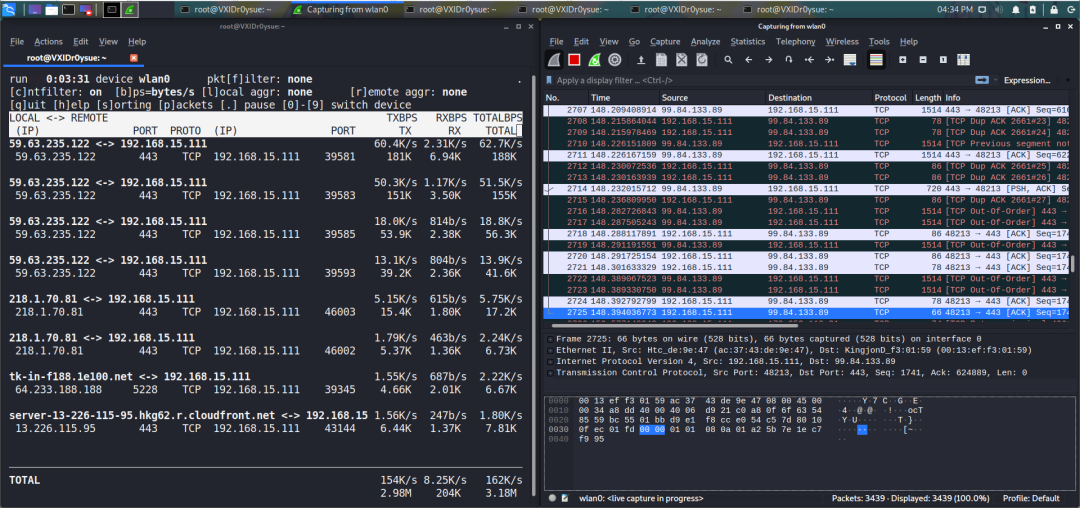 root@VXIDr0ysue: ~
Capturing from wlan0
root@VXIDr0ysue: ~
root@VXIDr0ysue: ~
root@VXIDr0ysue: ~
root@VXIDr0ysue: ~
04:34 PM
root@VXIDr0ysue: ~
File Actions Edit View Help
root@VXIDr0ysue: ~
run 0:03:31 device wlan0 pkt[f]ilter: none .
[c]ntfilter: on [b]ps=bytes/s [l]ocal aggr: none [r]emote aggr: none
[q]uit [h]elp [s]orting [p]ackets [.] pause [0]-[9] switch device
LOCAL <-> REMOTE TXBPS RXBPS TOTALBPS
(IP) PORT PROTO (IP) PORT TX RX TOTAL
59.63.235.122 <-> 192.168.15.111 60.4K/s 2.31K/s 62.7K/s
59.63.235.122 443 TCP 192.168.15.111 39581 181K 6.94K 188K
59.63.235.122 <-> 192.168.15.111 50.3K/s 1.17K/s 51.5K/s
59.63.235.122 443 TCP 192.168.15.111 39583 151K 3.50K 155K
59.63.235.122 <-> 192.168.15.111 18.0K/s 814b/s 18.8K/s
59.63.235.122 443 TCP 192.168.15.111 39585 53.9K 2.38K 56.3K
59.63.235.122 <-> 192.168.15.111 13.1K/s 804b/s 13.9K/s
59.63.235.122 443 TCP 192.168.15.111 39593 39.2K 2.36K 41.6K
218.1.70.81 <-> 192.168.15.111 5.15K/s 615b/s 5.75K/s
218.1.70.81 443 TCP 192.168.15.111 46003 15.4K 1.80K 17.2K
218.1.70.81 <-> 192.168.15.111 1.79K/s 463b/s 2.24K/s
218.1.70.81 443 TCP 192.168.15.111 46002 5.37K 1.36K 6.73K
tk-in-f188.1e100.net <-> 192.168.15.111 1.55K/s 687b/s 2.22K/s
64.233.188.188 5228 TCP 192.168.15.111 39345 4.66K 2.01K 6.67K
server-13-226-115-95.hkg62.r.cloudfront.net <-> 192.168.15 1.56K/s 247b/s 1.80K/s
13.226.115.95 443 TCP 192.168.15.111 43144 6.44K 1.37K 7.81K
TOTAL 154K/s 8.25K/s 162K/s
2.98M 204K 3.18M
Capturing from wlan0
File Edit View Go Capture Analyze Statistics Telephony Wireless Tools Help
Apply a display filter ... <Ctrl-/> Expression...
No. Time Source Destination Protocol Length Info
2707 148.209408914 99.84.133.89 192.168.15.111 TCP 1514 443 → 48213 [ACK] Seq=616
2708 148.215864044 192.168.15.111 99.84.133.89 TCP 78 [TCP Dup ACK 2661#23] 482
2709 148.215978469 192.168.15.111 99.84.133.89 TCP 78 [TCP Dup ACK 2661#24] 482
2710 148.226151809 99.84.133.89 192.168.15.111 TCP 1514 [TCP Previous segment not
2711 148.226167159 99.84.133.89 192.168.15.111 TCP 1514 443 → 48213 [ACK] Seq=622
2712 148.230072536 192.168.15.111 99.84.133.89 TCP 86 [TCP Dup ACK 2661#25] 482
2713 148.230163939 192.168.15.111 99.84.133.89 TCP 86 [TCP Dup ACK 2661#26] 482
2714 148.232015712 99.84.133.89 192.168.15.111 TCP 720 443 → 48213 [PSH, ACK] Se
2715 148.236809950 192.168.15.111 99.84.133.89 TCP 86 [TCP Dup ACK 2661#27] 482
2716 148.282726843 99.84.133.89 192.168.15.111 TCP 1514 [TCP Out-Of-Order] 443 →
2717 148.287505243 99.84.133.89 192.168.15.111 TCP 1514 [TCP Out-Of-Order] 443 →
2718 148.288117891 192.168.15.111 99.84.133.89 TCP 86 48213 → 443 [ACK] Seq=174
2719 148.291191551 99.84.133.89 192.168.15.111 TCP 1514 [TCP Out-Of-Order] 443 →
2720 148.291725154 192.168.15.111 99.84.133.89 TCP 86 48213 → 443 [ACK] Seq=174
2721 148.301633329 192.168.15.111 99.84.133.89 TCP 78 48213 → 443 [ACK] Seq=174
2722 148.389067523 99.84.133.89 192.168.15.111 TCP 1514 [TCP Out-Of-Order] 443 →
2723 148.389330750 99.84.133.89 192.168.15.111 TCP 1514 [TCP Out-Of-Order] 443 →
2724 148.392792799 192.168.15.111 99.84.133.89 TCP 78 48213 → 443 [ACK] Seq=174
2725 148.394036773 192.168.15.111 99.84.133.89 TCP 66 48213 → 443 [ACK] Seq=174
Frame 2725: 66 bytes on wire (528 bits), 66 bytes captured (528 bits) on interface 0
Ethernet II, Src: Htc_de:9e:47 (ac:37:43:de:9e:47), Dst: KingjonD_f3:01:59 (00:13:ef:f3:01:59)
Internet Protocol Version 4, Src: 192.168.15.111, Dst: 99.84.133.89
Transmission Control Protocol, Src Port: 48213, Dst Port: 443, Seq: 1741, Ack: 624889, Len: 0
0000 00 13 ef f3 01 59 ac 37 43 de 9e 47 08 00 45 00 ·····Y·7 C··G··E·
0010 00 34 a8 dd 40 00 40 06 d9 21 c0 a8 0f 6f 63 54 ·4··@·@· ·!···ocT
0020 85 59 bc 55 01 bb d9 e1 f8 cc e0 54 c5 7d 80 10 ·Y·U···· ···T·}··
0030 0f ec 01 fd 00 00 01 01 08 0a 01 a2 5b 7e 1e c7 ········ ····[~··
0040 f9 95 ··
wlan0: <live capture in progress> Packets: 3439 · Displayed: 3439 (100.0%) Profile: Default